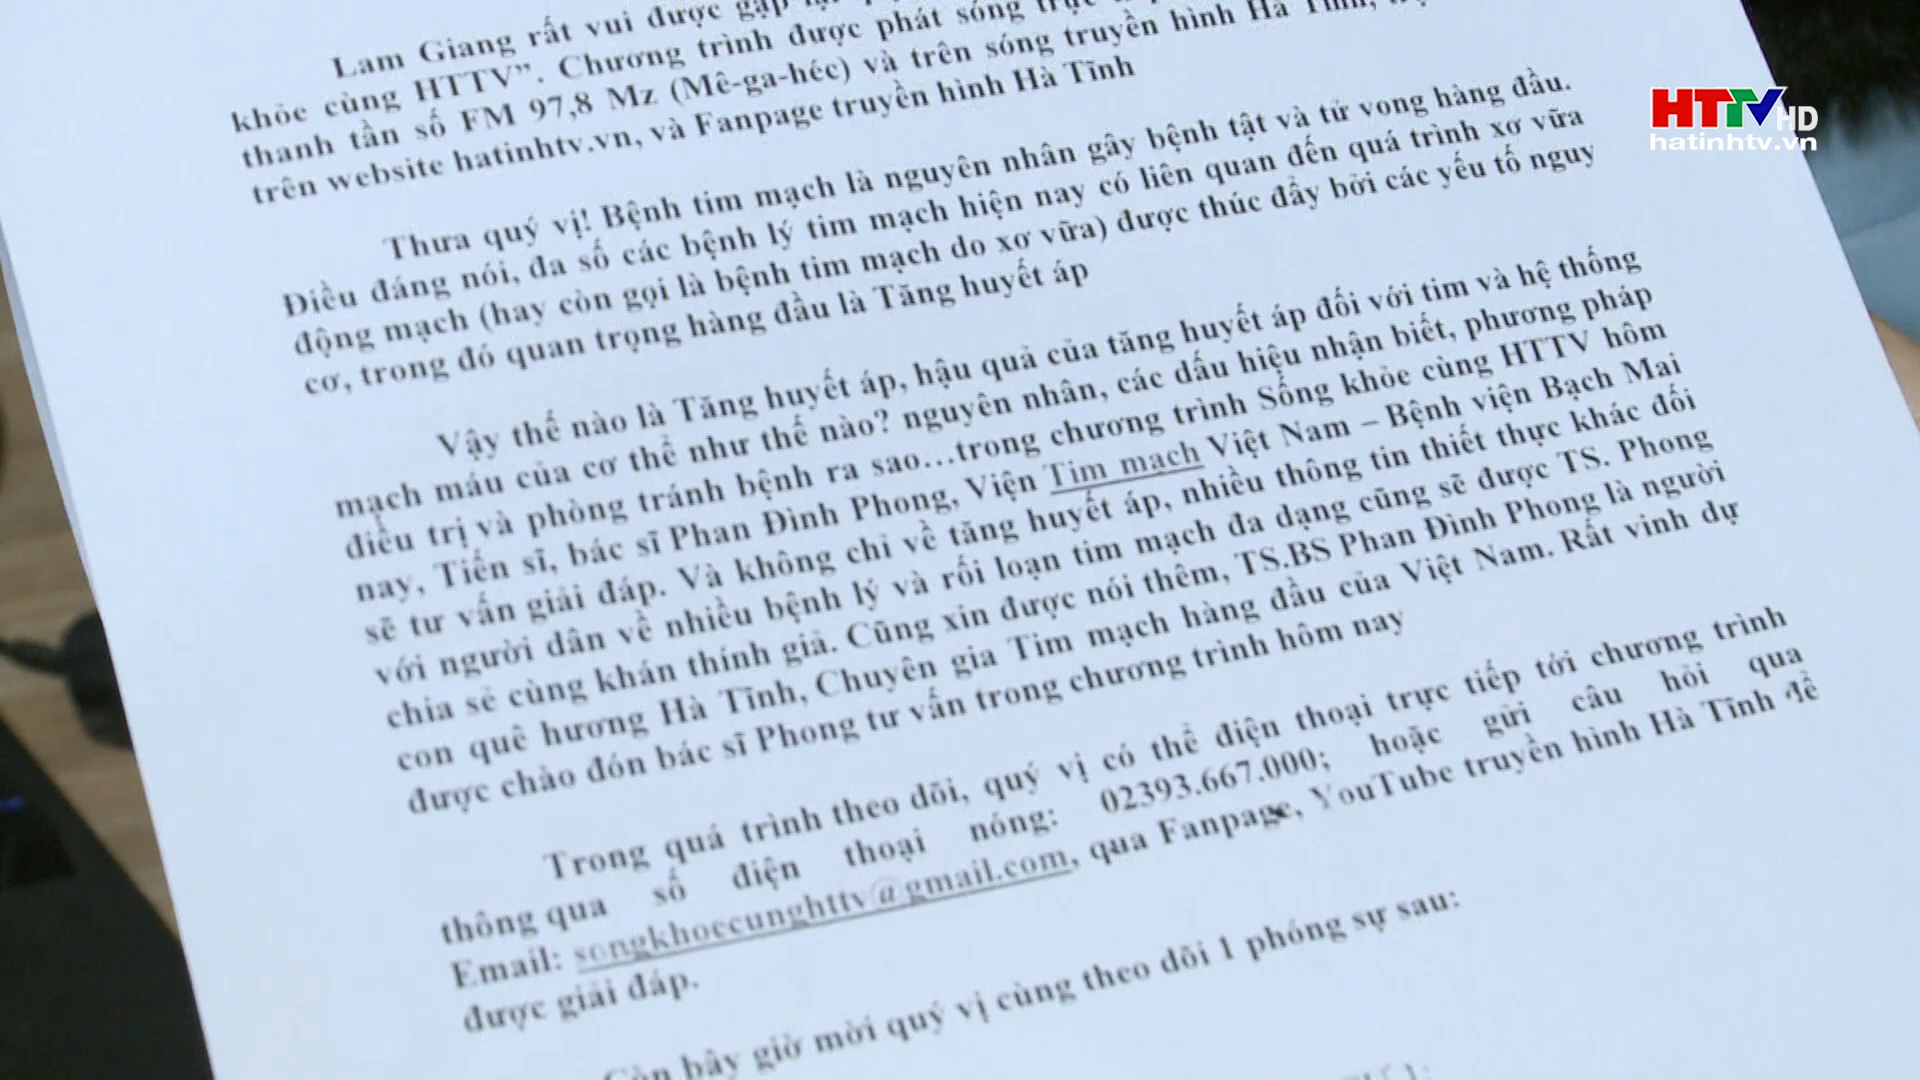 Lam Giang rất vui được gặp lại
khỏe cùng HTTV”. Chương trình được phát sóng trực
thanh tần số FM 97,8 Mz (Mê-ga-héc) và trên sóng truyền hình Hà Tĩnh,
trên website hatinhtv.vn, và Fanpage truyền hình Hà Tĩnh
Thưa quý vị! Bệnh tim mạch là nguyên nhân gây bệnh tật và tử vong hàng đầu.
Điều đáng nói, đa số các bệnh lý tim mạch hiện nay có liên quan đến quá trình xơ vữa
động mạch (hay còn gọi là bệnh tim mạch do xơ vữa) được thúc đẩy bởi các yếu tố nguy
cơ, trong đó quan trọng hàng đầu là Tăng huyết áp
Vậy thế nào là Tăng huyết áp, hậu quả của tăng huyết áp đối với tim và hệ thống
mạch máu của cơ thể như thế nào? nguyên nhân, các dấu hiệu nhận biết, phương pháp
điều trị và phòng tránh bệnh ra sao…trong chương trình Sống khỏe cùng HTTV hôm
nay, Tiến sĩ, bác sĩ Phan Đình Phong, Viện Tim mạch Việt Nam – Bệnh viện Bạch Mai
sẽ tư vấn giải đáp. Và không chỉ về tăng huyết áp, nhiều thông tin thiết thực khác đối
với người dân về nhiều bệnh lý và rối loạn tim mạch đa dạng cũng sẽ được TS. Phong
chia sẻ cùng khán thính giả. Cũng xin được nói thêm, TS.BS Phan Đình Phong là người
con quê hương Hà Tĩnh, Chuyên gia Tim mạch hàng đầu của Việt Nam. Rất vinh dự
được chào đón bác sĩ Phong tư vấn trong chương trình hôm nay
Trong quá trình theo dõi, quý vị có thể điện thoại trực tiếp tới chương trình
thông qua số điện thoại nóng: 02393.667.000; hoặc gửi câu hỏi qua
Email: songkhoecunghttv@gmail.com, qua Fanpage, YouTube truyền hình Hà Tĩnh để
được giải đáp.
Còn bây giờ mời quý vị cùng theo dõi 1 phóng sự sau:
HTTV HD
hatinhtv.vn